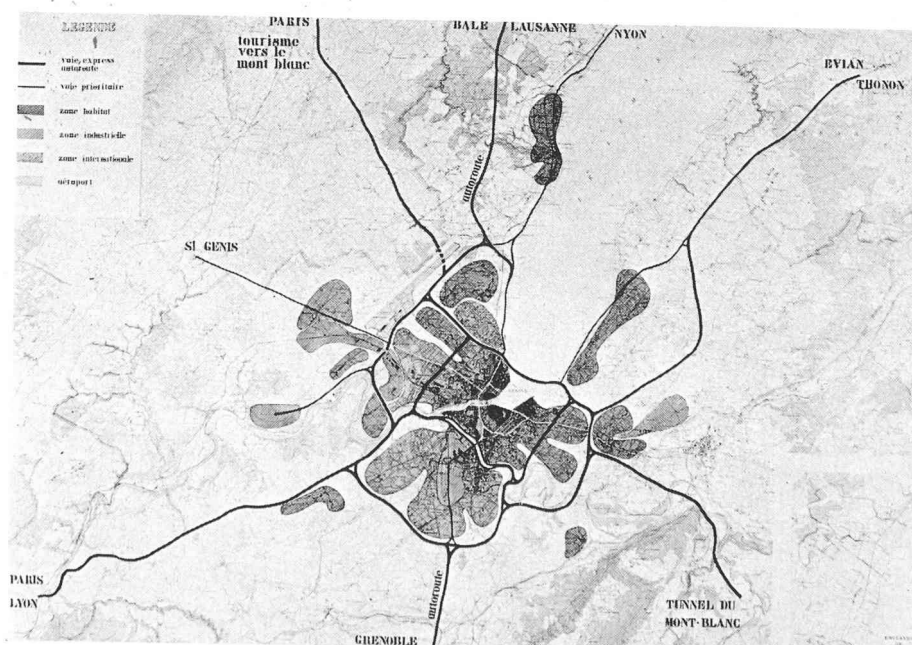 LEGENDE
voie express
autoroute
voie prioritaire
zone habitat
zone industrielle
zone internationale
aéroport
PARIS
tourisme
vers le
mont blanc
BALE LAUSANNE
NYON
EVIAN
THONON
autoroute
St GENIS
PARIS
LYON
autoroute
GRENOBLE
TUNNEL DU
MONT-BLANC